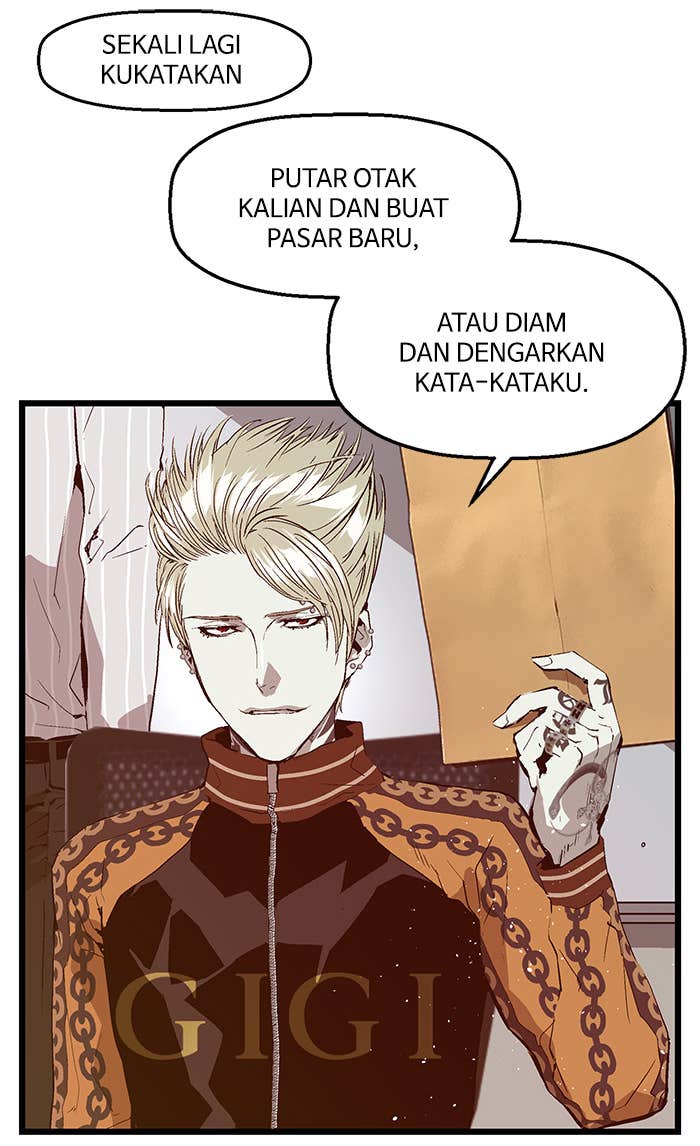 SEKALI LAGI
KUKATAKAN
PUTAR OTAK
KALIAN DAN BUAT
PASAR BARU,
ATAU DIAM
DAN DENGARKAN
KATA-KATAKU.
GIGI